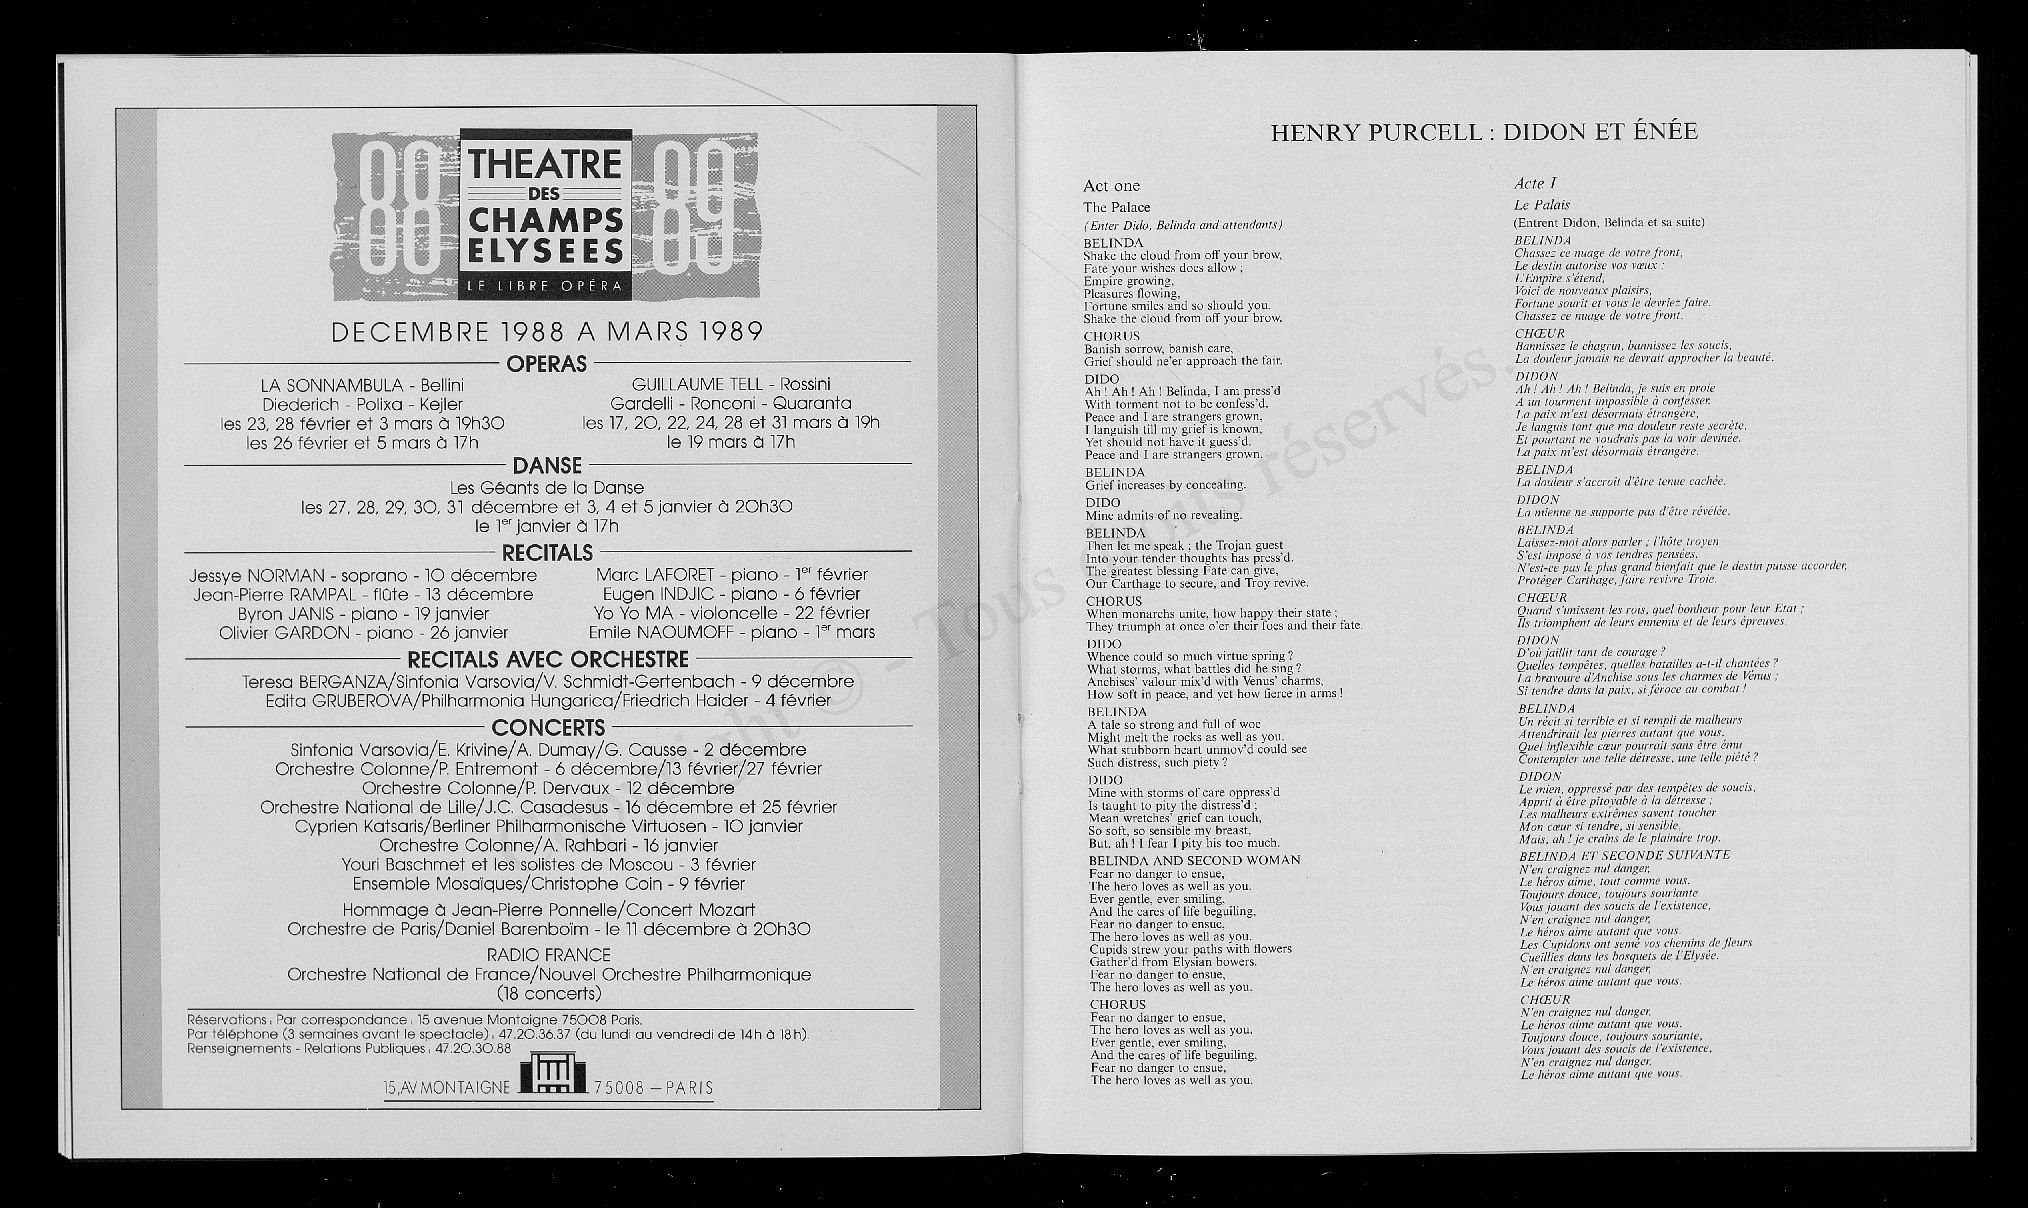 88
THEATRE
DES
CHAMPS
ELYSEES
LE LIBRE OPÉRA
89
DECEMBRE 1988 A MARS 1989
OPERAS
LA SONNAMBULA - Bellini
Diederich - Polixa - Kejler
les 23, 28 février et 3 mars à 19h30
les 26 février et 5 mars à 17h
GUILLAUME TELL - Rossini
Gardelli - Ronconi - Quaranta
les 17, 20, 22, 24, 28 et 31 mars à 19h
le 19 mars à 17h
DANSE
Les Géants de la Danse
les 27, 28, 29, 30, 31 décembre et 3, 4 et 5 janvier à 20h30
le 1er janvier à 17h
RECITALS
Jessye NORMAN - soprano - 10 décembre
Jean-Pierre RAMPAL - flûte - 13 décembre
Byron JANIS - piano - 19 janvier
Olivier GARDON - piano - 26 janvier
Marc LAFORET - piano - 1er février
Eugen INDJIC - piano - 6 février
Yo Yo MA - violoncelle - 22 février
Emile NAOUMOFF - piano - 1er mars
RECITALS AVEC ORCHESTRE
Teresa BERGANZA/Sinfonia Varsovia/V. Schmidt-Gertenbach - 9 décembre
Edita GRUBEROVA/Philharmonia Hungarica/Friedrich Haider - 4 février
CONCERTS
Sinfonia Varsovia/E. Krivine/A. Dumay/G. Causse - 2 décembre
Orchestre Colonne/P. Entremont - 6 décembre/13 février/27 février
Orchestre Colonne/P. Dervaux - 12 décembre
Orchestre National de Lille/J.C. Casadesus - 16 décembre et 25 février
Cyprien Katsaris/Berliner Philharmonische Virtuosen - 10 janvier
Orchestre Colonne/A. Rahbari - 16 janvier
Youri Baschmet et les solistes de Moscou - 3 février
Ensemble Mosaïques/Christophe Coin - 9 février
Hommage à Jean-Pierre Ponnelle/Concert Mozart
Orchestre de Paris/Daniel Barenboïm - le 11 décembre à 20h30
RADIO FRANCE
Orchestre National de France/Nouvel Orchestre Philharmonique
(18 concerts)
Réservations : Par correspondance : 15 avenue Montaigne 75008 Paris.
Par téléphone (3 semaines avant le spectacle) : 47.20.36.37 (du lundi au vendredi de 14h à 18h).
Renseignements - Relations Publiques : 47.20.30.88
15, AV MONTAIGNE 75008 - PARIS
HENRY PURCELL : DIDON ET ÉNÉE
Act one
The Palace
(Enter Dido, Belinda and attendants)
BELINDA
Shake the cloud from off your brow,
Fate your wishes does allow ;
Empire growing,
Pleasures flowing,
Fortune smiles and so should you.
Shake the cloud from off your brow.
CHORUS
Banish sorrow, banish care,
Grief should ne'er approach the fair.
DIDO
Ah ! Ah ! Ah ! Belinda, I am press'd
With torment not to be confess'd.
Peace and I are strangers grown,
I languish till my grief is known,
Yet should not have it guess'd.
Peace and I are strangers grown.
BELINDA
Grief increases by concealing.
DIDO
Mine admits of no revealing.
BELINDA
Then let me speak ; the Trojan guest
Into your tender thoughts has press'd.
The greatest blessing Fate can give,
Our Carthage to secure, and Troy revive.
CHORUS
When monarchs unite, how happy their state ;
They triumph at once o'er their foes and their fate.
DIDO
Whence could so much virtue spring ?
What storms, what battles did he sing ?
Anchises' valour mix'd with Venus' charms,
How soft in peace, and yet how fierce in arms !
BELINDA
A tale so strong and full of woe
Might melt the rocks as well as you.
What stubborn heart unmov'd could see
Such distress, such piety ?
DIDO
Mine with storms of care oppress'd
Is taught to pity the distress'd ;
Mean wretches' grief can touch,
So soft, so sensible my breast,
But, ah ! I fear I pity his too much.
BELINDA AND SECOND WOMAN
Fear no danger to ensue,
The hero loves as well as you.
Ever gentle, ever smiling,
And the cares of life beguiling,
Fear no danger to ensue,
The hero loves as well as you.
Cupids strew your paths with flowers
Gather'd from Elysian bowers.
Fear no danger to ensue,
The hero loves as well as you.
CHORUS
Fear no danger to ensue,
The hero loves as well as you.
Ever gentle, ever smiling,
And the cares of life beguiling,
Fear no danger to ensue,
The hero loves as well as you.
Acte I
Le Palais
(Entrent Didon, Belinda et sa suite)
BELINDA
Chassez ce nuage de votre front,
Le destin autorise vos vœux :
L'Empire s'étend,
Voici de nouveaux plaisirs,
Fortune sourit et vous le devriez faire.
Chassez ce nuage de votre front.
CHŒUR
Bannissez le chagrin, bannissez les soucis,
La douleur jamais ne devrait approcher la beauté.
DIDON
Ah ! Ah ! Ah ! Belinda, je suis en proie
A un tourment impossible à confesser.
La paix m'est désormais étrangère,
Je languis tant que ma douleur reste secrète,
Et pourtant ne voudrais pas la voir devinée.
La paix m'est désormais étrangère.
BELINDA
La douleur s'accroît d'être tenue cachée.
DIDON
La mienne ne supporte pas d'être révélée.
BELINDA
Laissez-moi alors parler ; l'hôte troyen
S'est imposé à vos tendres pensées.
N'est-ce pas le plus grand bienfait que le destin puisse accorder,
Protéger Carthage, faire revivre Troie.
CHŒUR
Quand s'unissent les rois, quel bonheur pour leur Etat ;
Ils triomphent de leurs ennemis et de leurs épreuves.
DIDON
D'où jaillit tant de courage ?
Quelles tempêtes, quelles batailles a-t-il chantées ?
La bravoure d'Anchise sous les charmes de Vénus ;
Si tendre dans la paix, si féroce au combat !
BELINDA
Un récit si terrible et si rempli de malheurs
Attendrirait les pierres autant que vous.
Quel inflexible cœur pourrait sans être ému
Contempler une telle détresse, une telle piété ?
DIDON
Le mien, oppressé par des tempêtes de soucis,
Apprit à être pitoyable à la détresse ;
Les malheurs extrêmes savent toucher
Mon cœur si tendre, si sensible,
Mais, ah ! je crains de le plaindre trop.
BELINDA ET SECONDE SUIVANTE
N'en craignez nul danger,
Le héros aime, tout comme vous.
Toujours douce, toujours souriante
Vous jouant des soucis de l'existence,
N'en craignez nul danger,
Le héros aime autant que vous.
Les Cupidons ont semé vos chemins de fleurs
Cueillies dans les bosquets de l'Elysée.
N'en craignez nul danger,
Le héros aime autant que vous.
CHŒUR
N'en craignez nul danger,
Le héros aime autant que vous.
Toujours douce, toujours souriante,
Vous jouant des soucis de l'existence,
N'en craignez nul danger,
Le héros aime autant que vous.
© - Tous réservés.